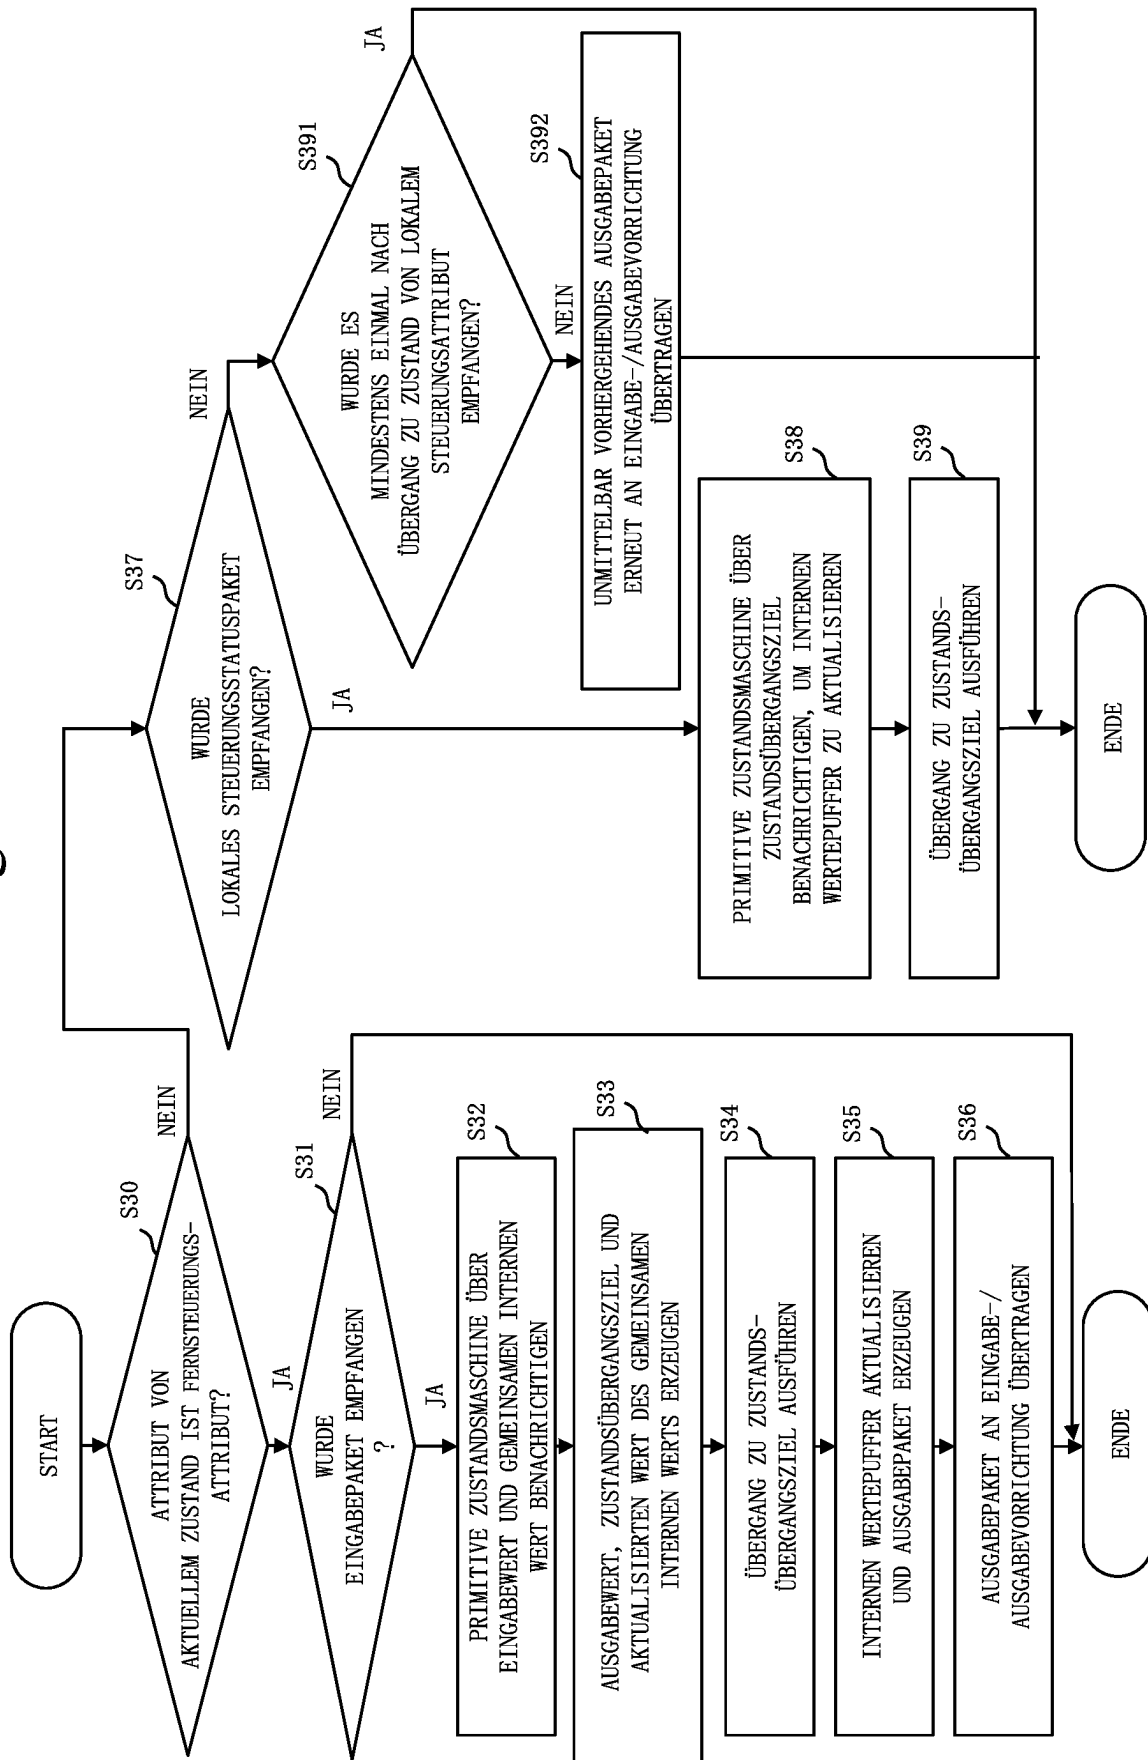 START
S30
ATTRIBUT VON
AKTUELLEM ZUSTAND IST FERNSTEUERUNGS-
ATTRIBUT?
NEIN
JA
S31
WURDE
EINGABEPAKET EMPFANGEN
?
NEIN
JA
S32
PRIMITIVE ZUSTANDSMASCHINE ÜBER
EINGABEWERT UND GEMEINSAMEN INTERNEN
WERT BENACHRICHTIGEN
S33
AUSGABEWERT, ZUSTANDSÜBERGANGSZIEL UND
AKTUALISIERTEN WERT DES GEMEINSAMEN
INTERNEN WERTS ERZEUGEN
S34
ÜBERGANG ZU ZUSTANDS-
ÜBERGANGSZIEL AUSFÜHREN
S35
INTERNEN WERTEPUFFER AKTUALISIEREN
UND AUSGABEPAKET ERZEUGEN
S36
AUSGABEPAKET AN EINGABE-/
AUSGABEVORRICHTUNG ÜBERTRAGEN
ENDE
S37
WURDE
LOKALES STEUERUNGSSTATUSPAKET
EMPFANGEN?
NEIN
JA
S391
WURDE ES
MINDESTENS EINMAL NACH
ÜBERGANG ZU ZUSTAND VON LOKALEM
STEUERUNGSATTRIBUT
EMPFANGEN?
JA
NEIN
S392
UNMITTELBAR VORHERGEHENDES AUSGABEPAKET
ERNEUT AN EINGABE-/AUSGABEVORRICHTUNG
ÜBERTRAGEN
S38
PRIMITIVE ZUSTANDSMASCHINE ÜBER
ZUSTANDSÜBERGANGSZIEL
BENACHRICHTIGEN, UM INTERNEN
WERTEPUFFER ZU AKTUALISIEREN
S39
ÜBERGANG ZU ZUSTANDS-
ÜBERGANGSZIEL AUSFÜHREN
ENDE